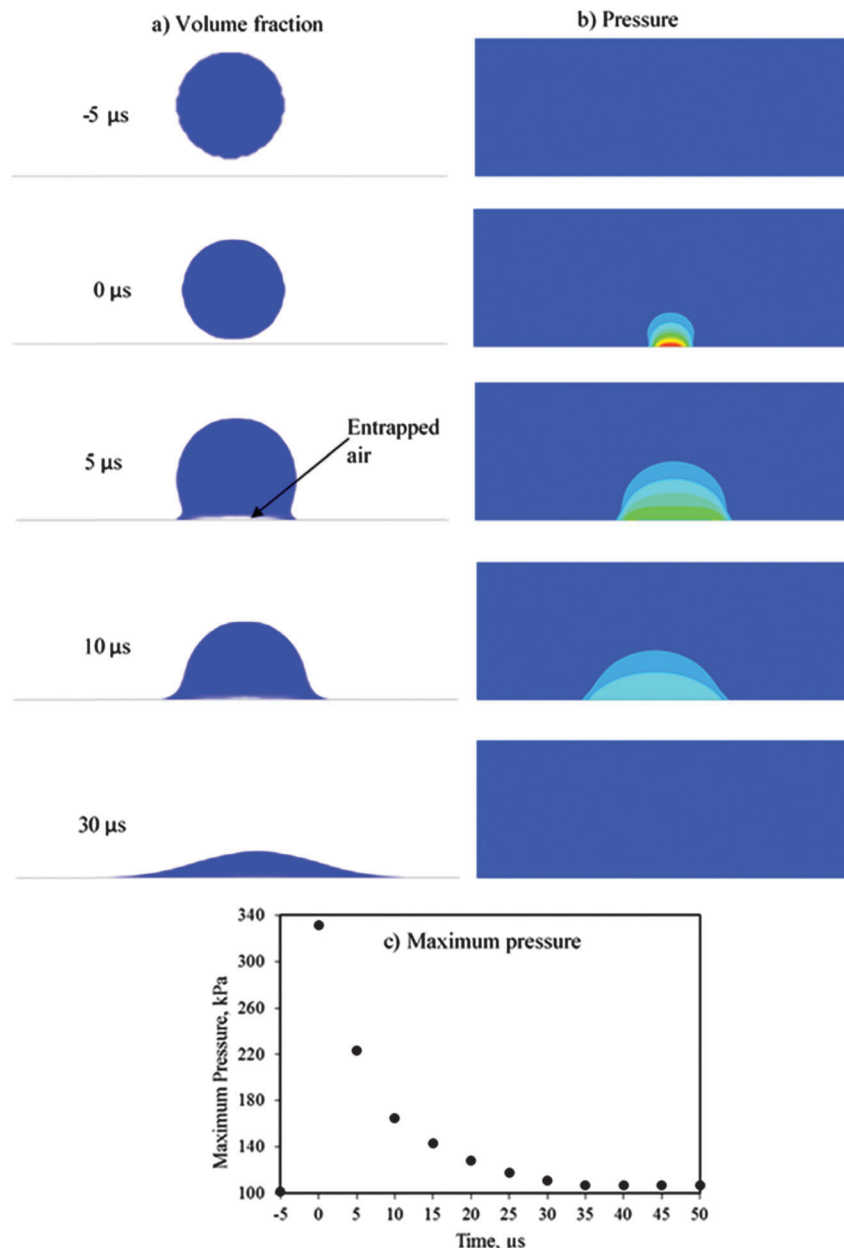 a) Volume fraction
b) Pressure
-5 µs
0 µs
5 µs
Entrapped
air
10 µs
30 µs
c) Maximum pressure
Maximum Pressure, kPa
340
300
260
220
180
140
100
-5 0 5 10 15 20 25 30 35 40 45 50
Time, µs